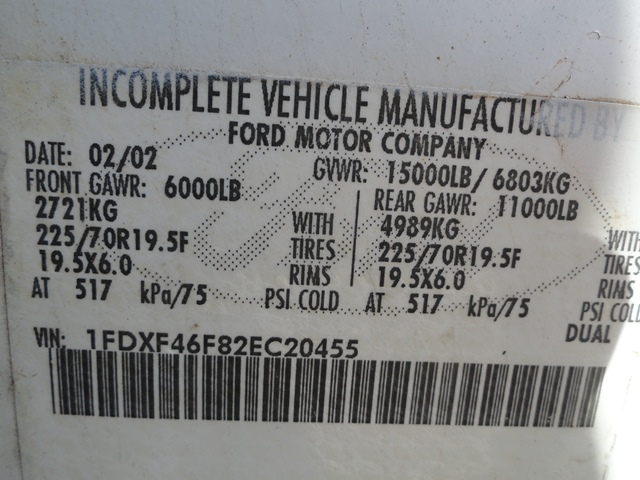 INCOMPLETE VEHICLE MANUFACTURED BY
FORD MOTOR COMPANY
DATE: 02/02 GVWR: 15000LB/ 6803KG
FRONT GAWR: 6000LB REAR GAWR: 11000LB
2721KG WITH 4989KG WITH
225/70R19.5F TIRES 225/70R19.5F TIRES
19.5X6.0 RIMS 19.5X6.0 RIMS
AT 517 kPa/75 PSI COLD AT 517 kPa/75 PSI COLD
DUAL
VIN: 1FDXF46F82EC20455